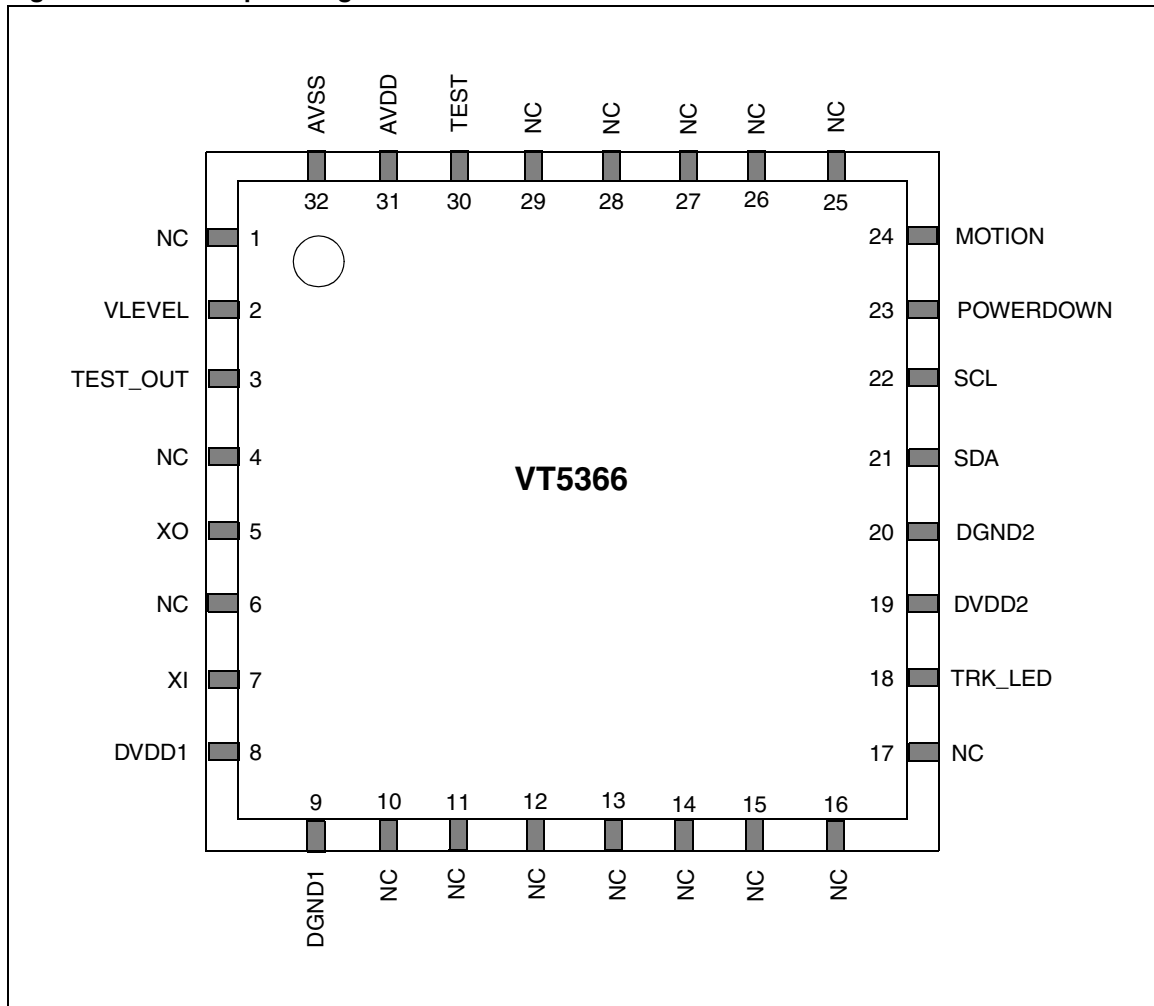 AVSS
AVDD
TEST
NC
NC
NC
NC
NC
32
31
30
29
28
27
26
25
NC 1
24 MOTION
VLEVEL 2
23 POWERDOWN
TEST_OUT 3
22 SCL
NC 4
21 SDA
VT5366
XO 5
20 DGND2
NC 6
19 DVDD2
XI 7
18 TRK_LED
DVDD1 8
17 NC
9
10
11
12
13
14
15
16
DGND1
NC
NC
NC
NC
NC
NC
NC